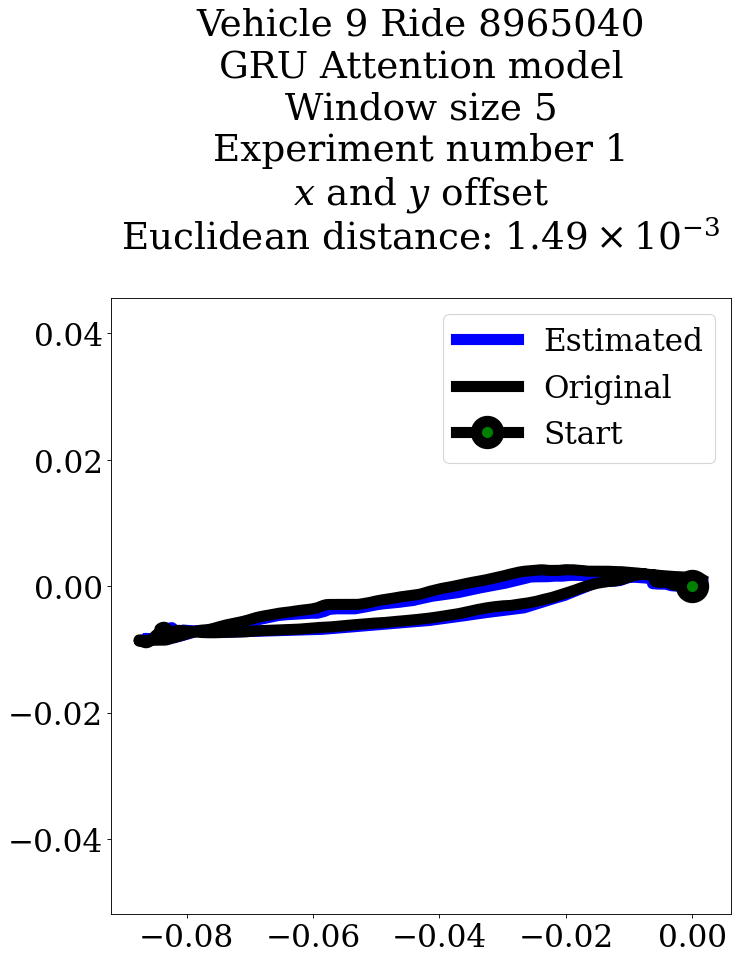 Vehicle 9 Ride 8965040
GRU Attention model
Window size 5
Experiment number 1
x and y offset
Euclidean distance: 1.49 × 10⁻³
Estimated
Original
Start
0.04
0.02
0.00
−0.02
−0.04
−0.08 −0.06 −0.04 −0.02 0.00